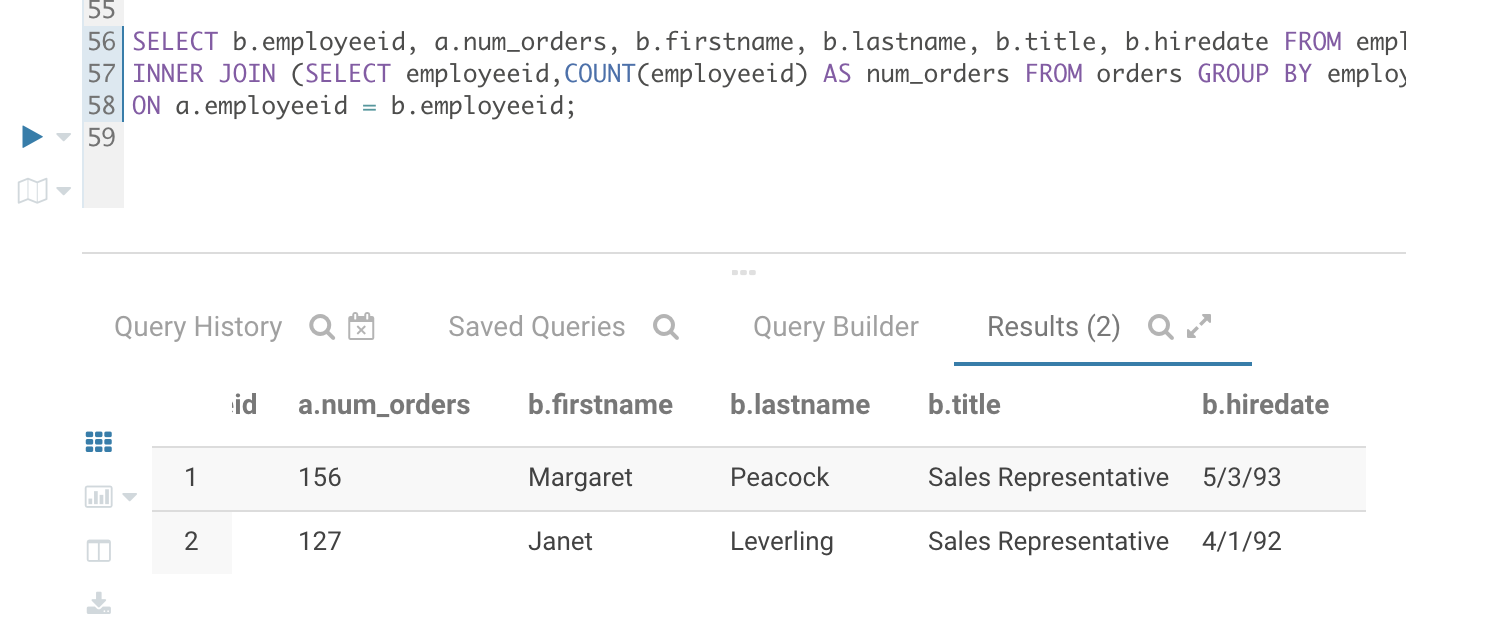 55
56 SELECT b.employeeid, a.num_orders, b.firstname, b.lastname, b.title, b.hiredate FROM empl
57 INNER JOIN (SELECT employeeid,COUNT(employeeid) AS num_orders FROM orders GROUP BY employ
58 ON a.employeeid = b.employeeid;
59
Query History Saved Queries Query Builder Results (2)
id a.num_orders b.firstname b.lastname b.title b.hiredate
1 156 Margaret Peacock Sales Representative 5/3/93
2 127 Janet Leverling Sales Representative 4/1/92